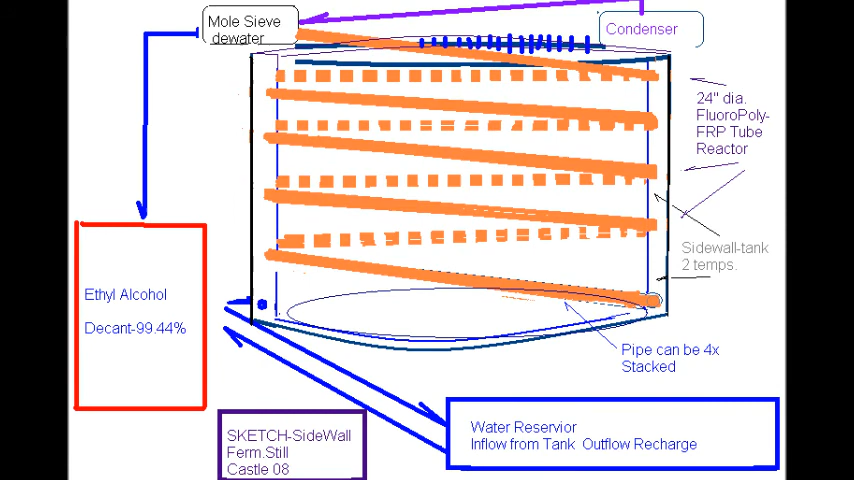 Mole Sieve
dewater
Condenser
24" dia.
FluoroPoly-
FRP Tube
Reactor
Sidewall-tank
2 temps.
Ethyl Alcohol
Decant-99.44%
Pipe can be 4x
Stacked
Water Reservior
Inflow from Tank Outflow Recharge
SKETCH-SideWall
Ferm.Still
Castle 08